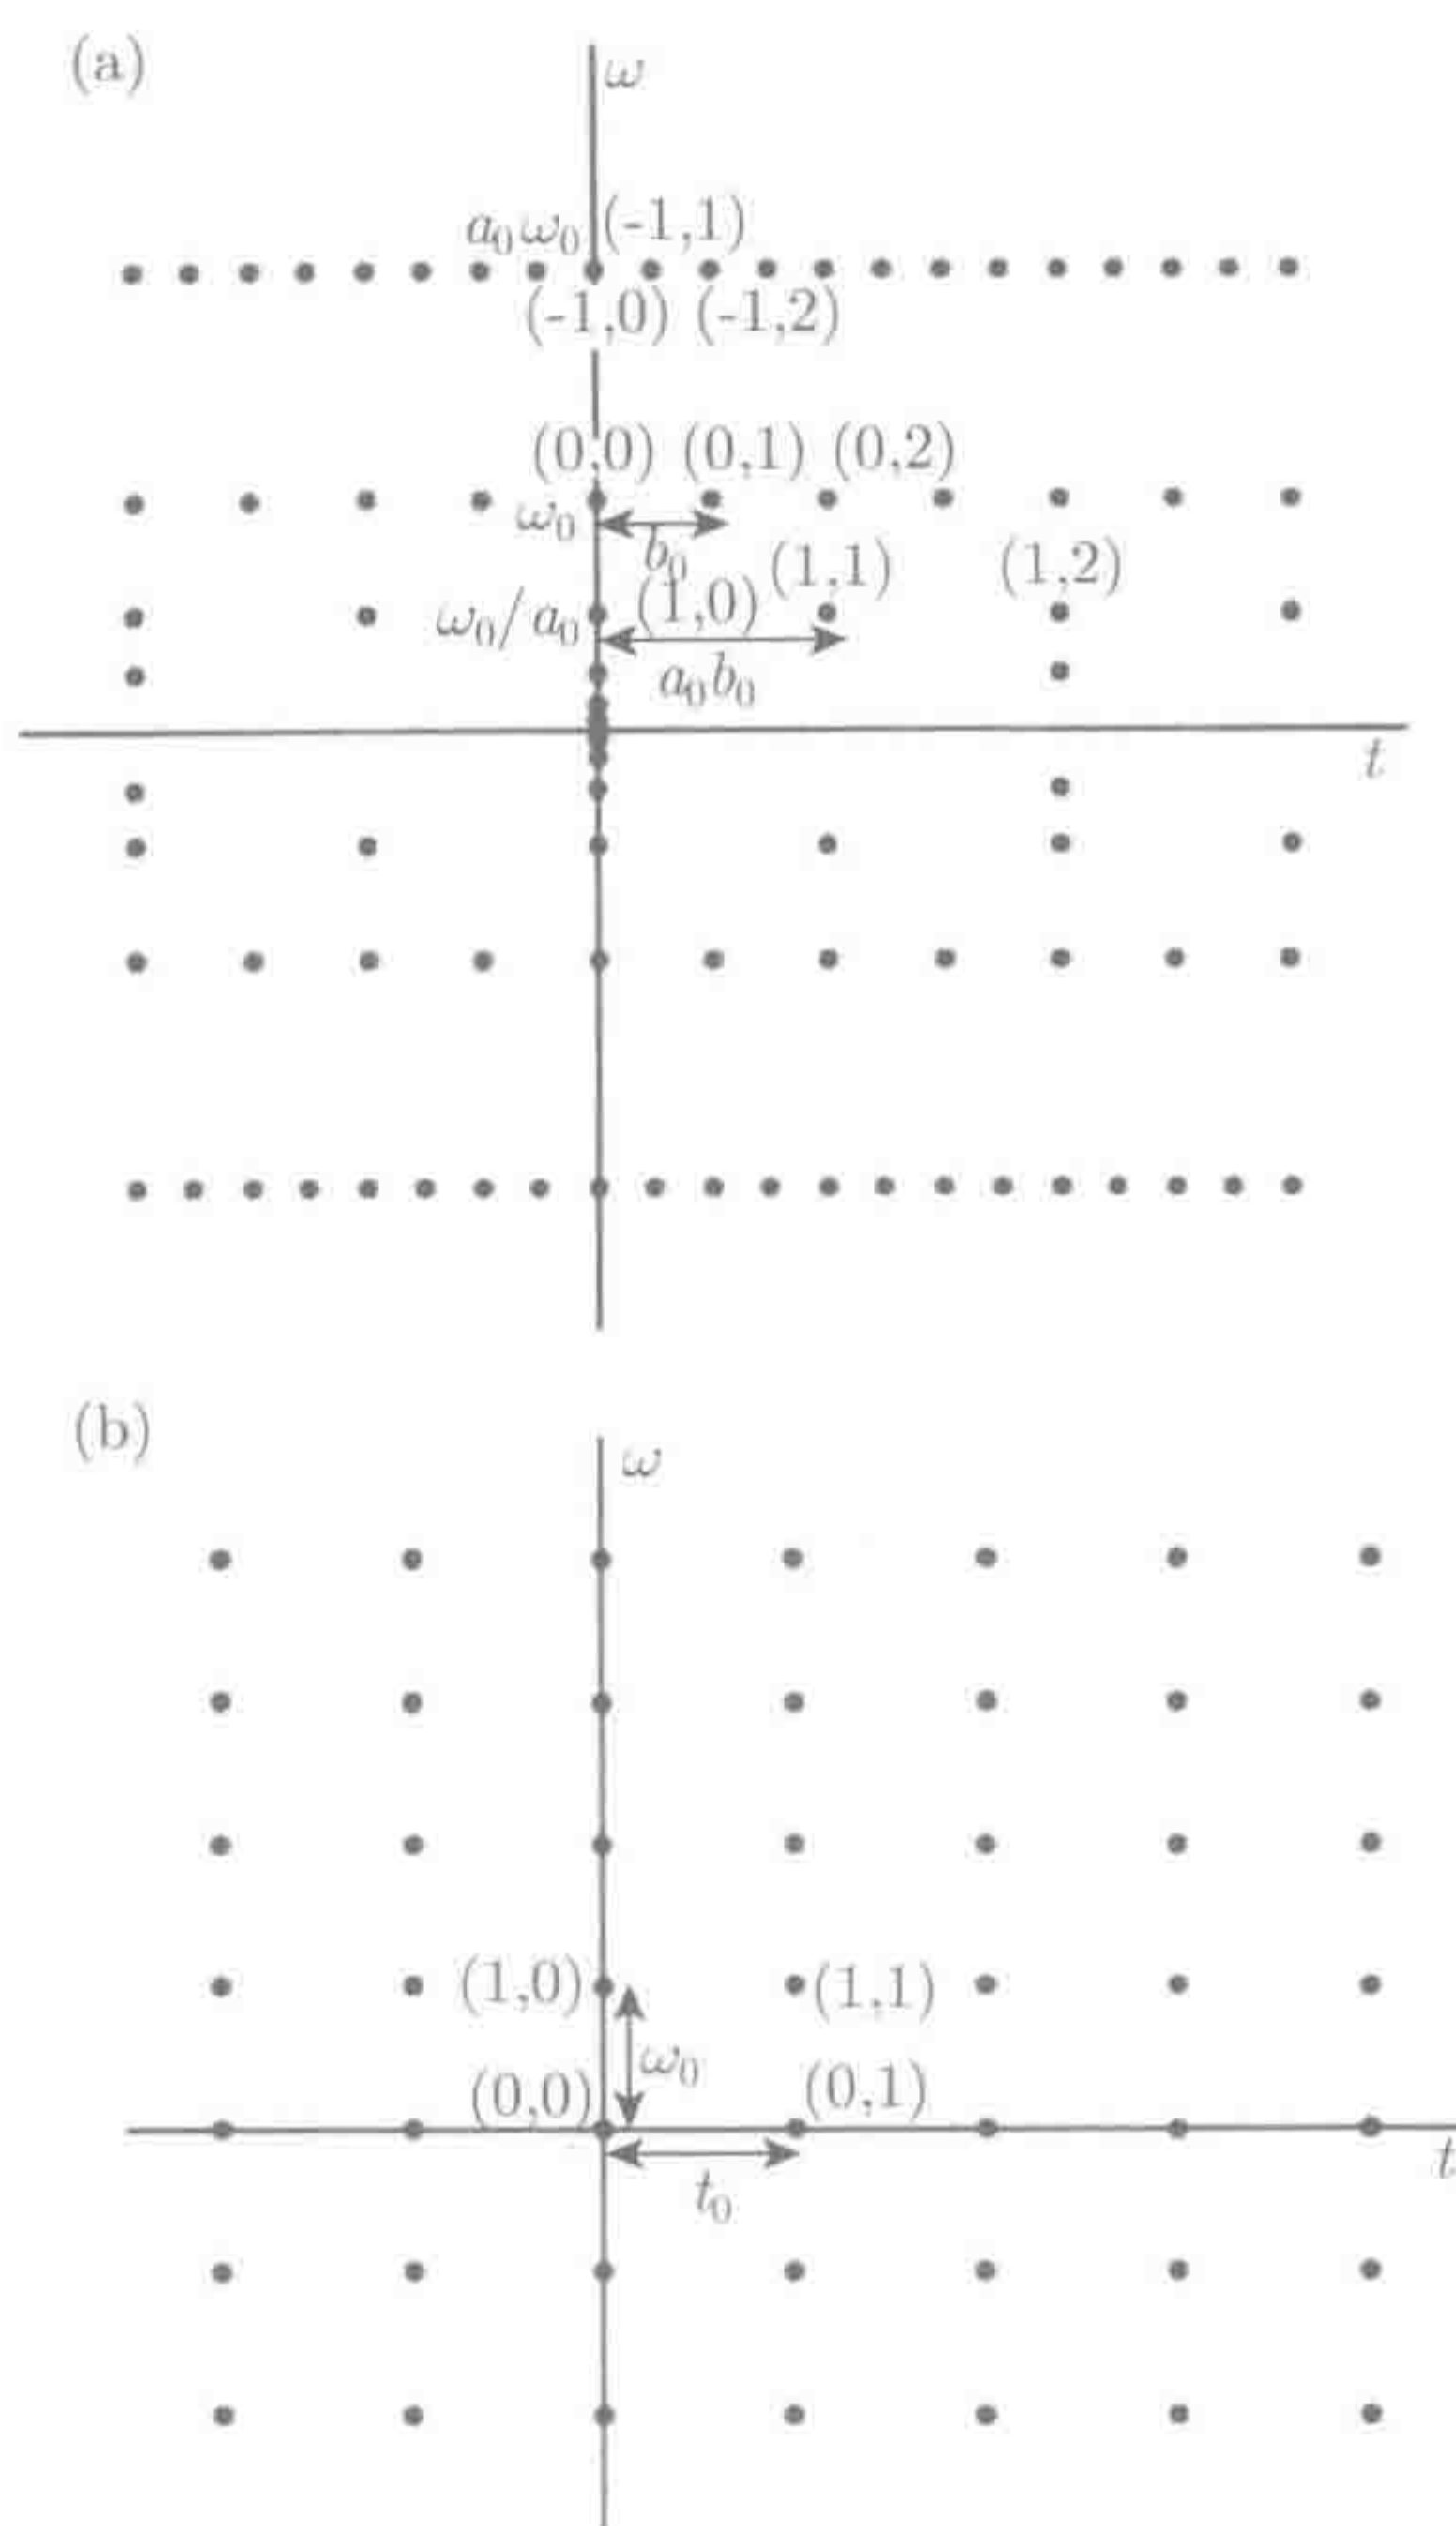 (a)
ω
a₀ω₀ (-1,1)
(-1,0) (-1,2)
(0,0) (0,1) (0,2)
ω₀
b₀
(1,1) (1,2)
ω₀/a₀ (1,0)
a₀b₀
t
(b)
ω
(1,0) (1,1)
ω₀
(0,0) (0,1)
t
t₀